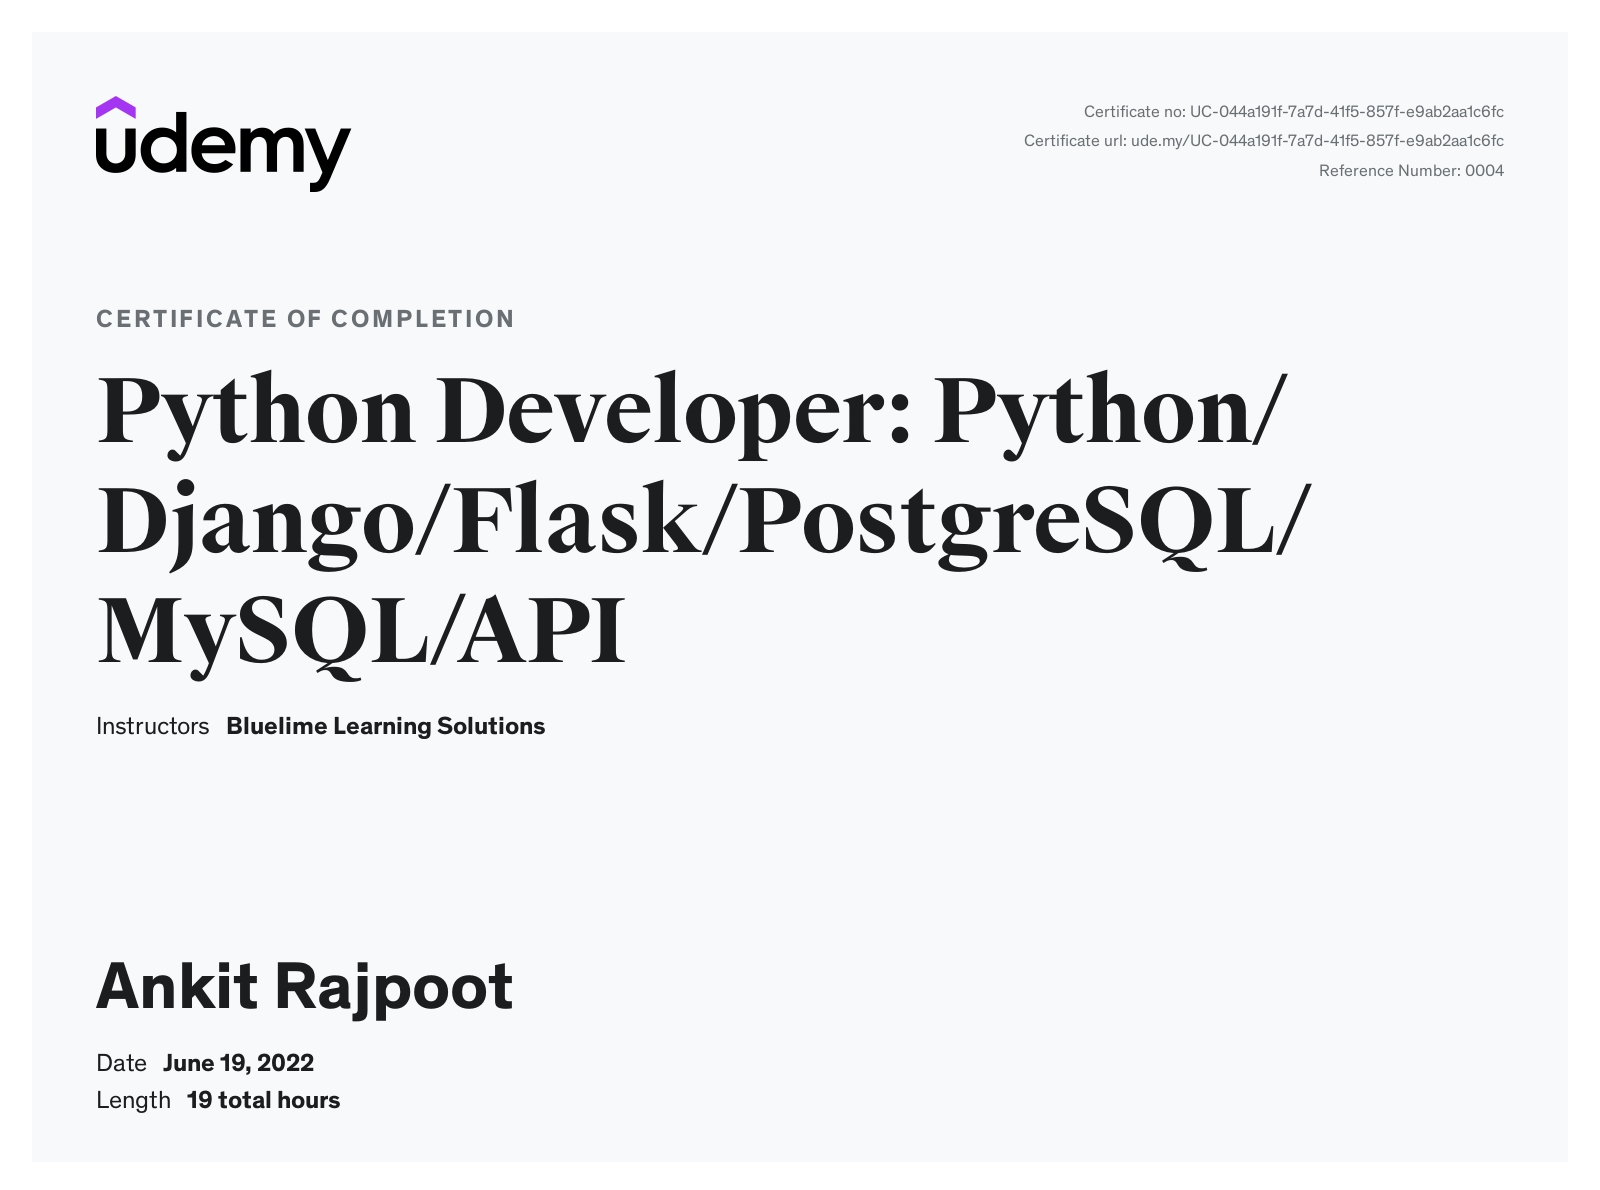 udemy
Certificate no: UC-044a191f-7a7d-41f5-857f-e9ab2aa1c6fc
Certificate url: ude.my/UC-044a191f-7a7d-41f5-857f-e9ab2aa1c6fc
Reference Number: 0004
CERTIFICATE OF COMPLETION
Python Developer: Python/
Django/Flask/PostgreSQL/
MySQL/API
Instructors Bluelime Learning Solutions
Ankit Rajpoot
Date June 19, 2022
Length 19 total hours